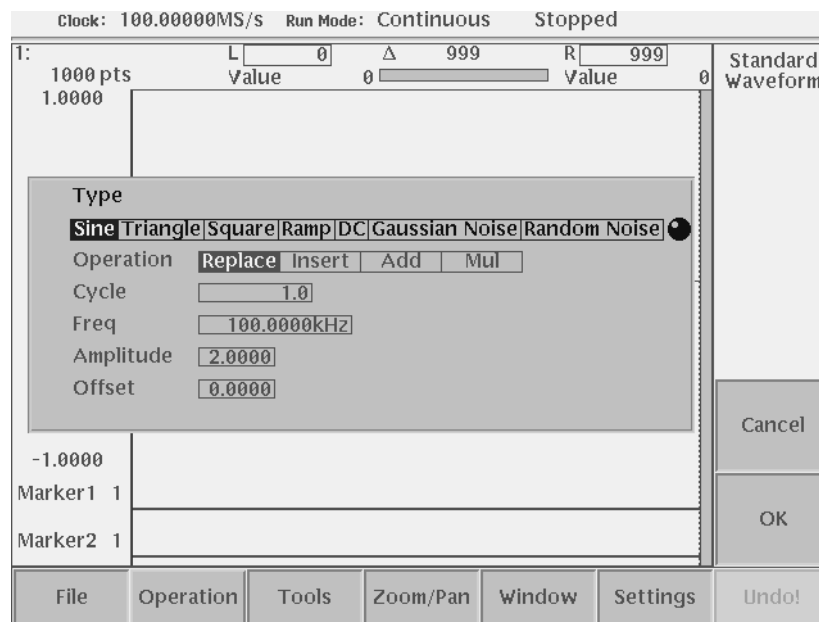 Clock: 100.00000MS/s Run Mode: Continuous Stopped
1: L 0 Δ 999 R 999
1000 pts Value 0 Value 0
Standard
Waveform
1.0000
Type
Sine Triangle Square Ramp DC Gaussian Noise Random Noise
Operation Replace Insert Add Mul
Cycle 1.0
Freq 100.0000kHz
Amplitude 2.0000
Offset 0.0000
Cancel
-1.0000
Marker1 1
OK
Marker2 1
File Operation Tools Zoom/Pan Window Settings Undo!